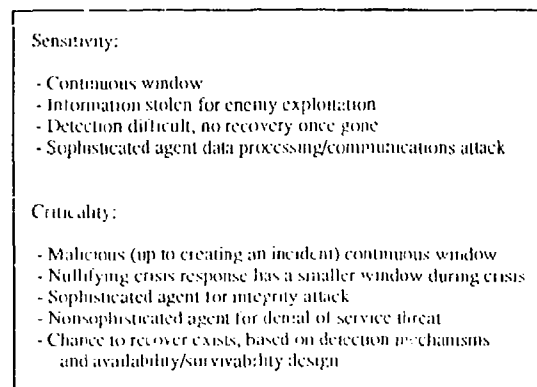 Sensitivity:
- Continuous window
- Information stolen for enemy exploitation
- Detection difficult, no recovery once gone
- Sophisticated agent data processing/communications attack
Criticality:
- Malicious (up to creating an incident) continuous window
- Nullifying crisis response has a smaller window during crisis
- Sophisticated agent for integrity attack
- Nonsophisticated agent for denial of service threat
- Chance to recover exists, based on detection mechanisms
and availability/survivability design